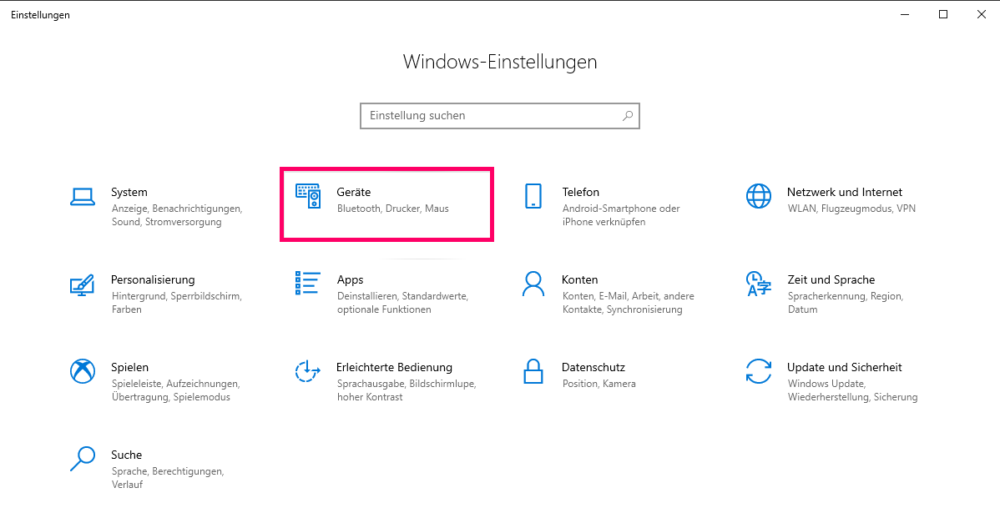 Einstellungen
Windows-Einstellungen
Einstellung suchen
System
Anzeige, Benachrichtigungen,
Sound, Stromversorgung
Geräte
Bluetooth, Drucker, Maus
Telefon
Android-Smartphone oder
iPhone verknüpfen
Netzwerk und Internet
WLAN, Flugzeugmodus, VPN
Personalisierung
Hintergrund, Sperrbildschirm,
Farben
Apps
Deinstallieren, Standardwerte,
optionale Funktionen
Konten
Konten, E-Mail, Arbeit, andere
Kontakte, Synchronisierung
Zeit und Sprache
Spracherkennung, Region,
Datum
Spielen
Spieleleiste, Aufzeichnungen,
Übertragung, Spielemodus
Erleichterte Bedienung
Sprachausgabe, Bildschirmlupe,
hoher Kontrast
Datenschutz
Position, Kamera
Update und Sicherheit
Windows Update,
Wiederherstellung, Sicherung
Suche
Sprache, Berechtigungen,
Verlauf